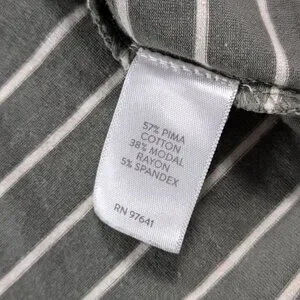 57% PIMA
COTTON
38% MODAL
RAYON
5% SPANDEX
RN 97641